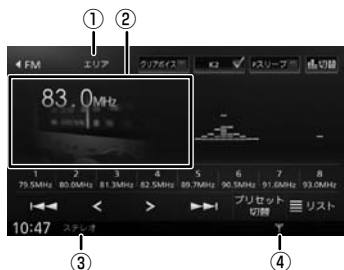 ① ②
FM エリア クリアボイス K2 Pスリープ 切替
83.0MHz
1 2 3 4 5 6 7 8
79.5MHz 80.0MHz 81.3MHz 82.5MHz 89.7MHz 90.5MHz 91.6MHz 93.0MHz
プリセット切替 リスト
10:47 ステレオ
③ ④